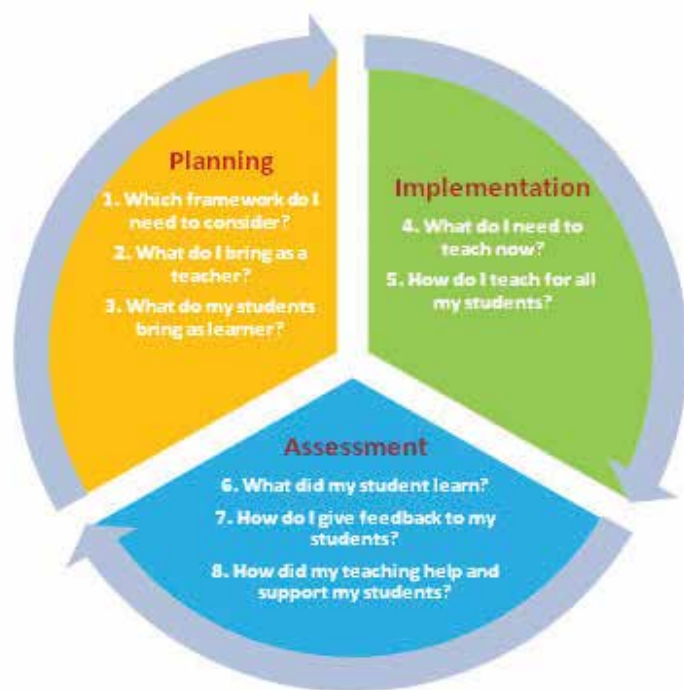 Planning
1. Which framework do I
need to consider?
2. What do I bring as a
teacher?
3. What do my students
bring as learner?
Implementation
4. What do I need to
teach now?
5. How do I teach for all
my students?
Assessment
6. What did my student learn?
7. How do I give feedback to my
students?
8. How did my teaching help and
support my students?